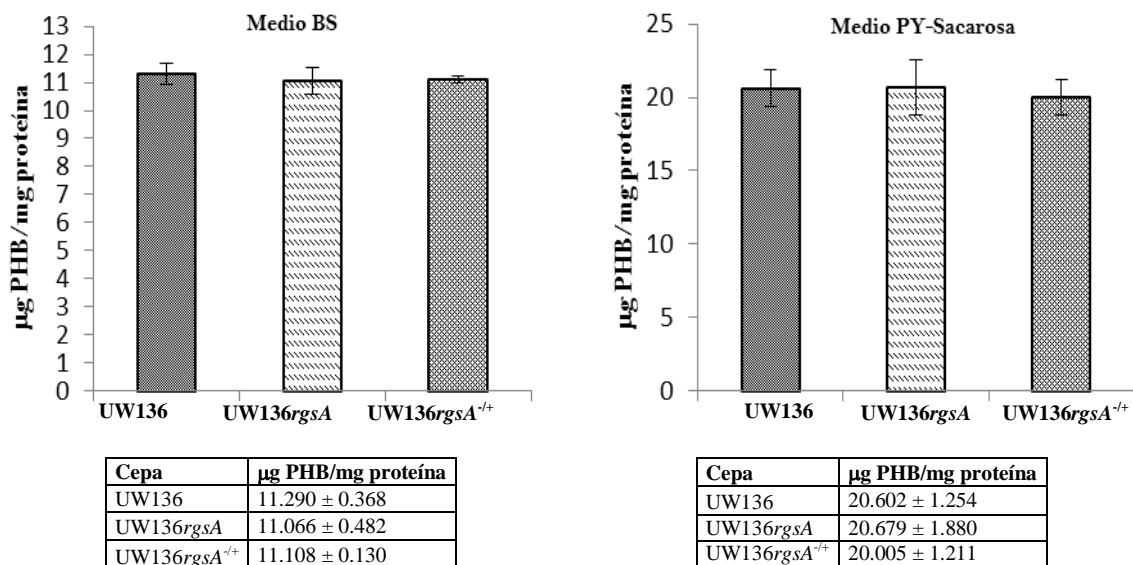 Medio BS
µg PHB/mg proteína
13
12
11
10
9
8
7
6
5
4
3
2
1
0
UW136 UW136rgsA UW136rgsA-/+
Cepa µg PHB/mg proteína
UW136 11.290 ± 0.368
UW136rgsA 11.066 ± 0.482
UW136rgsA-/+ 11.108 ± 0.130
Medio PY-Sacarosa
µg PHB/mg proteína
25
20
15
10
5
0
UW136 UW136rgsA UW136rgsA-/+
Cepa µg PHB/mg proteína
UW136 20.602 ± 1.254
UW136rgsA 20.679 ± 1.880
UW136rgsA-/+ 20.005 ± 1.211